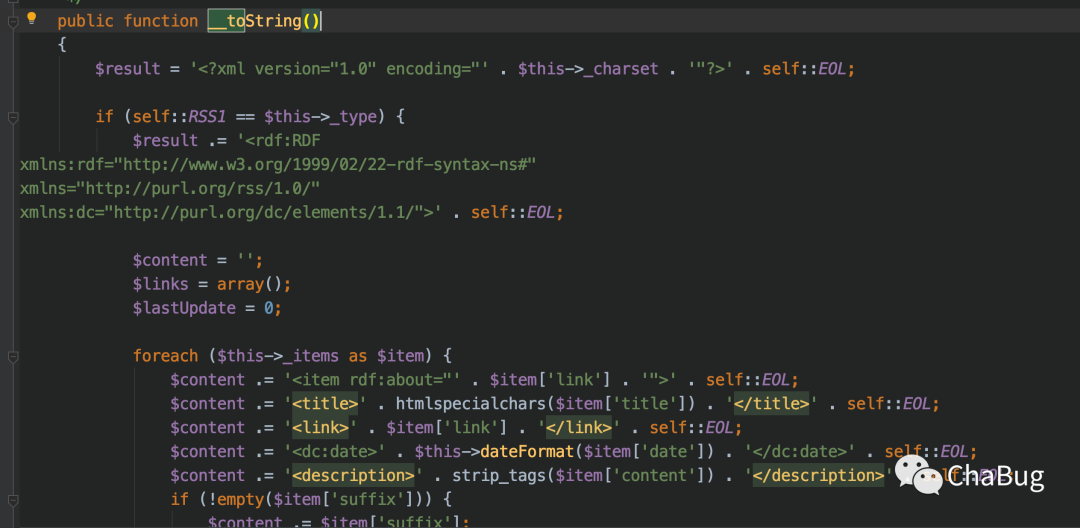 public function __toString()
{
$result = '<?xml version="1.0" encoding="' . $this->_charset . '"?>' . self::EOL;
if (self::RSS1 == $this->_type) {
$result .= '<rdf:RDF
xmlns:rdf="http://www.w3.org/1999/02/22-rdf-syntax-ns#"
xmlns="http://purl.org/rss/1.0/"
xmlns:dc="http://purl.org/dc/elements/1.1/">' . self::EOL;
$content = '';
$links = array();
$lastUpdate = 0;
foreach ($this->_items as $item) {
$content .= '<item rdf:about="' . $item['link'] . '">' . self::EOL;
$content .= '<title>' . htmlspecialchars($item['title']) . '</title>' . self::EOL;
$content .= '<link>' . $item['link'] . '</link>' . self::EOL;
$content .= '<dc:date>' . $this->dateFormat($item['date']) . '</dc:date>' . self::EOL;
$content .= '<description>' . strip_tags($item['content']) . '</description>'
ChaBug
if (!empty($item['suffix'])) {
$content .= $item['suffix'];